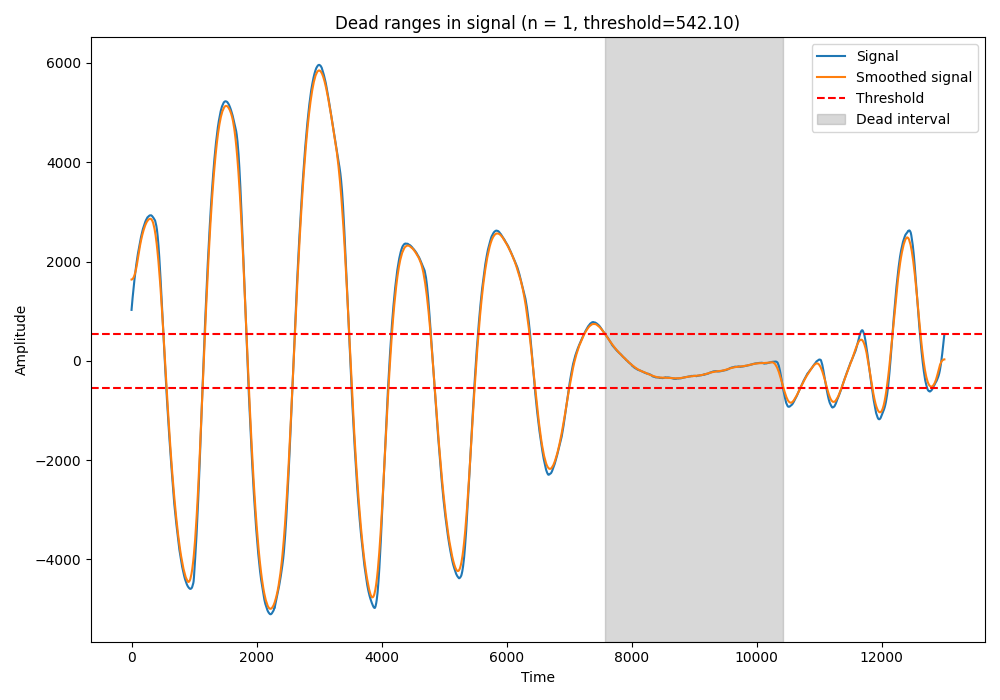 Dead ranges in signal (n = 1, threshold=542.10)
Signal
Smoothed signal
Threshold
Dead interval
Amplitude
6000
4000
2000
0
−2000
−4000
0 2000 4000 6000 8000 10000 12000
Time